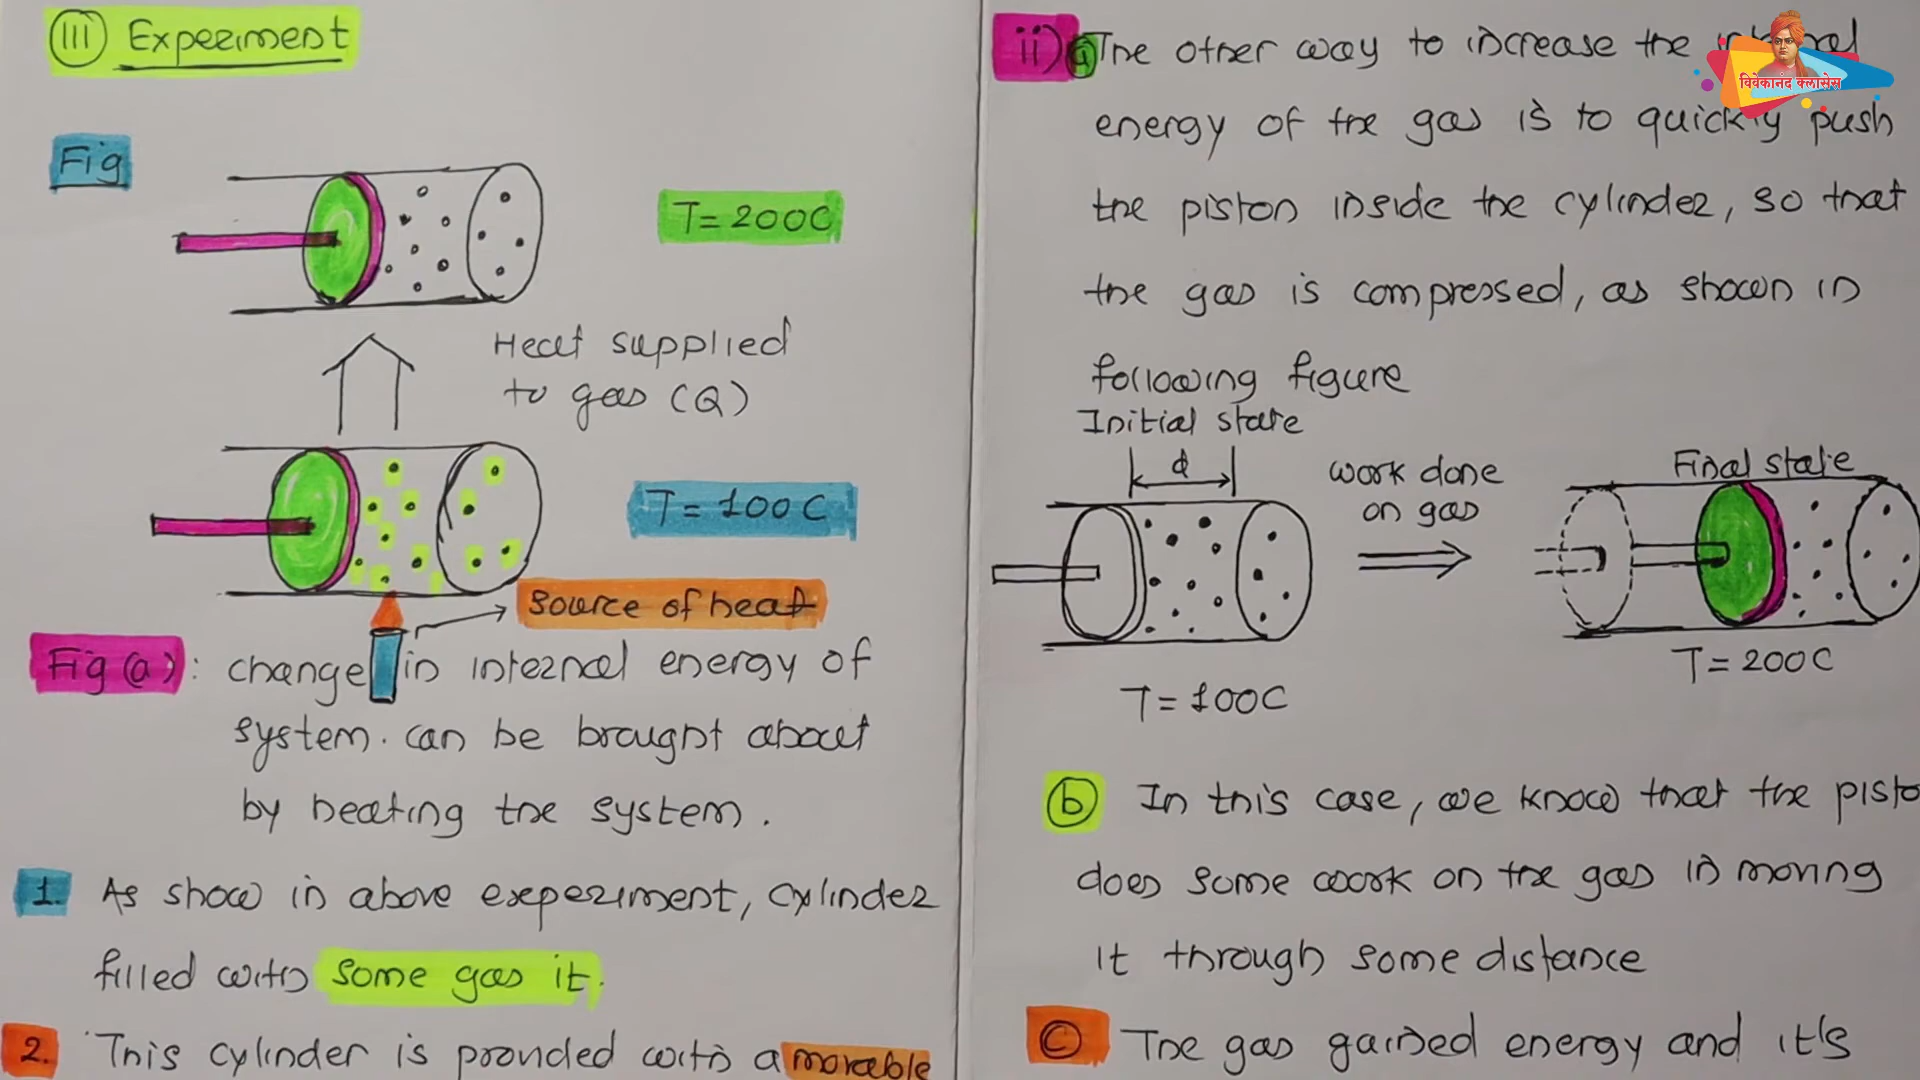 III Experiment
Fig
T = 200C
Heat supplied
to gas (Q)
T = 100C
Source of heat
Fig (a) : change in internal energy of
system. can be brought about
by heating the system.
1. As show in above experiment, cylinder
filled with some gas it.
2. This cylinder is provided with a movable
ii) a The other way to increase the internal
विवेकानंद क्लासेस
energy of the gas is to quickly push
the piston inside the cylinder, so that
the gas is compressed, as shown in
following figure
Initial state
d
work done
on gas
Final state
T = 100C
T = 200C
b In this case, we know that the pisto
does some work on the gas in moving
it through some distance
C The gas gained energy and it's